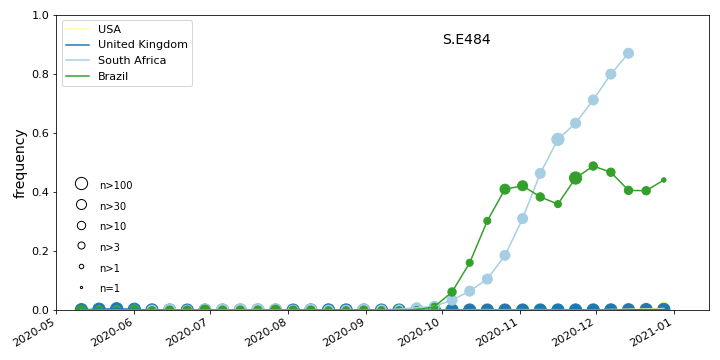 S.E484
USA
United Kingdom
South Africa
Brazil
n>100
n>30
n>10
n>3
n>1
n=1
frequency
1.0
0.8
0.6
0.4
0.2
0.0
2020-05
2020-06
2020-07
2020-08
2020-09
2020-10
2020-11
2020-12
2021-01